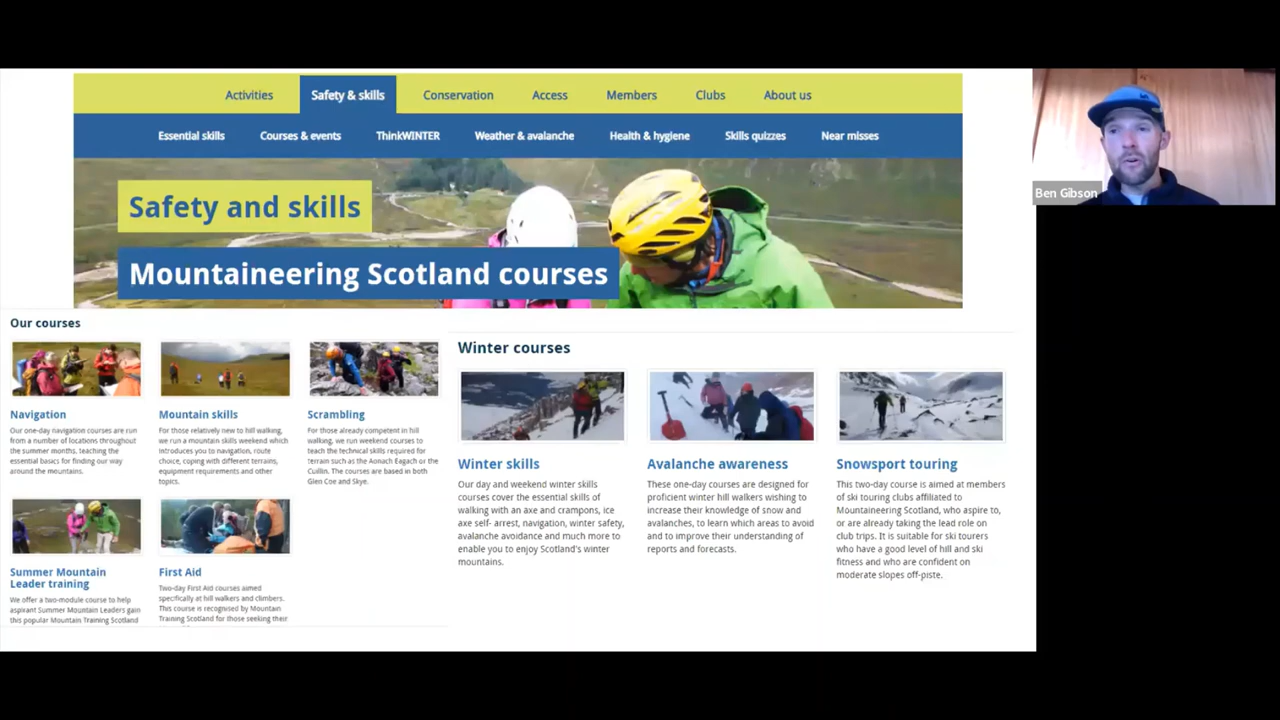 Activities Safety & skills Conservation Access Members Clubs About us
Essential skills Courses & events ThinkWINTER Weather & avalanche Health & hygiene Skills quizzes Near misses
Safety and skills
Mountaineering Scotland courses
Ben Gibson
Our courses
Navigation
Our one-day navigation courses are run
from a number of locations throughout
the summer months, teaching the
essential basics for finding our way
around the mountains.
Mountain skills
For those relatively new to hill walking,
we run a mountain skills weekend which
introduces you to navigation, route
choice, coping with different terrains,
equipment requirements and other
topics.
Scrambling
For those already competent in hill
walking, we run weekend courses to
teach the technical skills required for
terrain such as the Aonach Eagach or the
Cuillin. The courses are based in both
Glen Coe and Skye.
Summer Mountain
Leader training
We offer a two-module course to help
aspirant Summer Mountain Leaders gain
this popular Mountain Training Scotland
First Aid
Two-day First Aid courses aimed
specifically at hill walkers and climbers.
This course is recognised by Mountain
Training Scotland for those seeking their
Winter courses
Winter skills
Our day and weekend winter skills
courses cover the essential skills of
walking with an axe and crampons, ice
axe self- arrest, navigation, winter safety,
avalanche avoidance and much more to
enable you to enjoy Scotland's winter
mountains.
Avalanche awareness
These one-day courses are designed for
proficient winter hill walkers wishing to
increase their knowledge of snow and
avalanches, to learn which areas to avoid
and to improve their understanding of
reports and forecasts.
Snowsport touring
This two-day course is aimed at members
of ski touring clubs affiliated to
Mountaineering Scotland, who aspire to,
or are already taking the lead role on
club trips. It is suitable for ski tourers
who have a good level of hill and ski
fitness and who are confident on
moderate slopes off-piste.